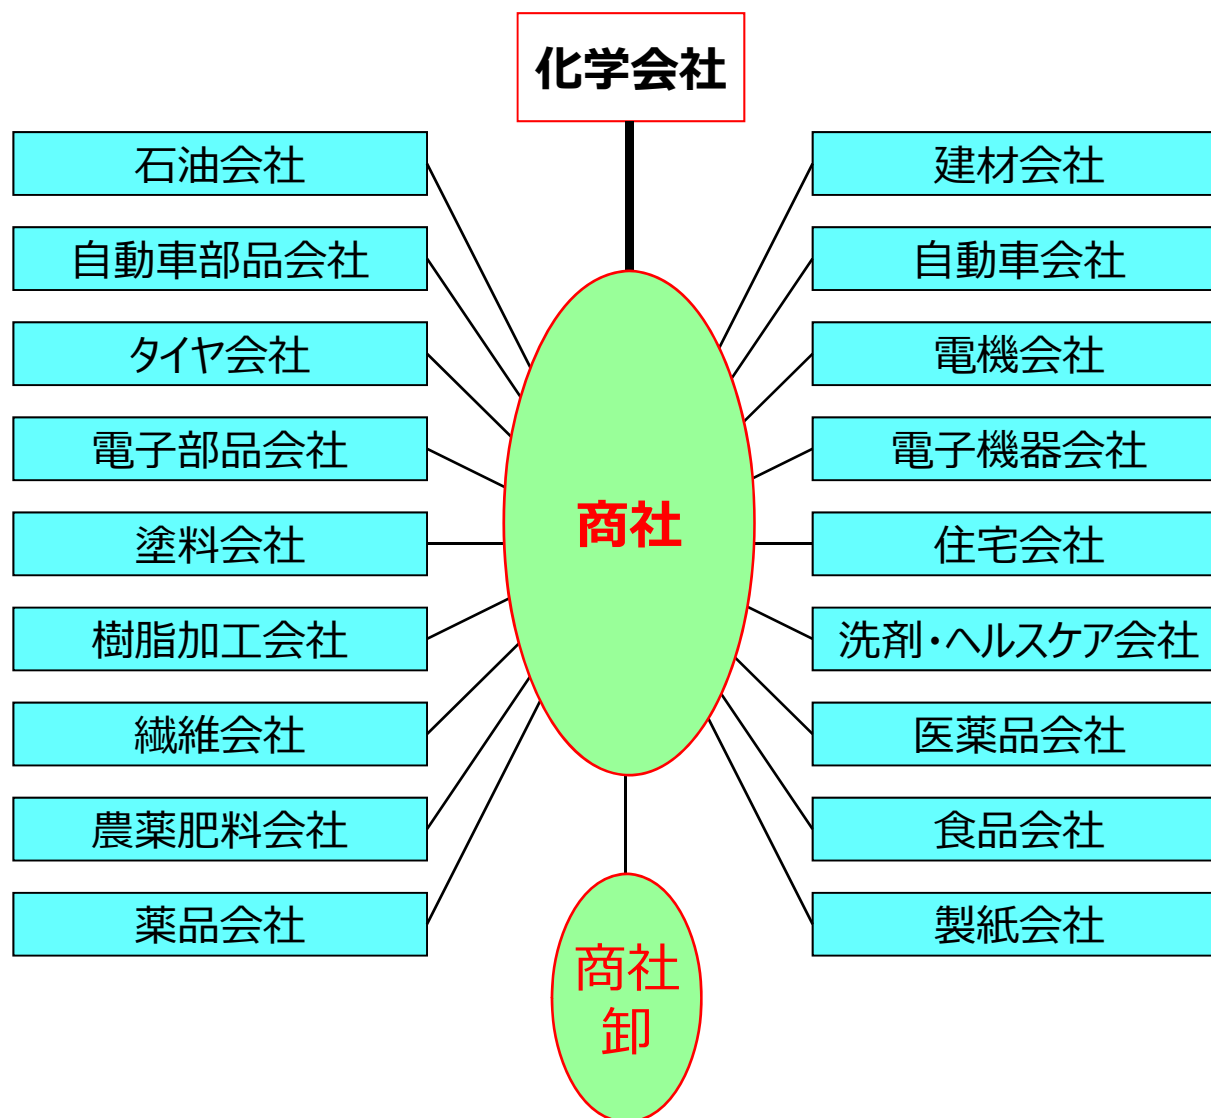 化学会社
石油会社
自動車部品会社
タイヤ会社
電子部品会社
塗料会社
樹脂加工会社
繊維会社
農薬肥料会社
薬品会社
商社
建材会社
自動車会社
電機会社
電子機器会社
住宅会社
洗剤・ヘルスケア会社
医薬品会社
食品会社
製紙会社
商社
卸